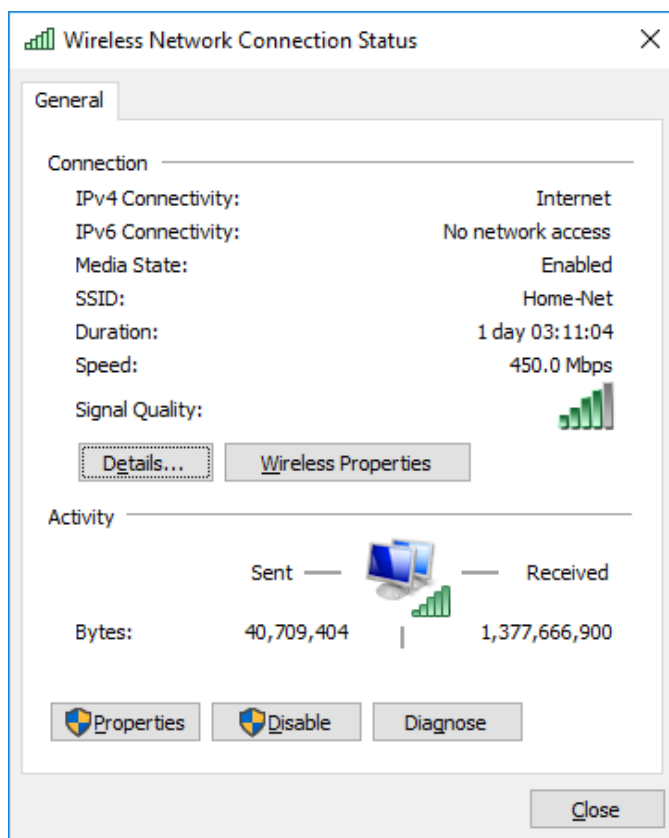 Wireless Network Connection Status
General
Connection
IPv4 Connectivity: Internet
IPv6 Connectivity: No network access
Media State: Enabled
SSID: Home-Net
Duration: 1 day 03:11:04
Speed: 450.0 Mbps
Signal Quality:
Details... Wireless Properties
Activity
Sent Received
Bytes: 40,709,404 1,377,666,900
Properties Disable Diagnose
Close